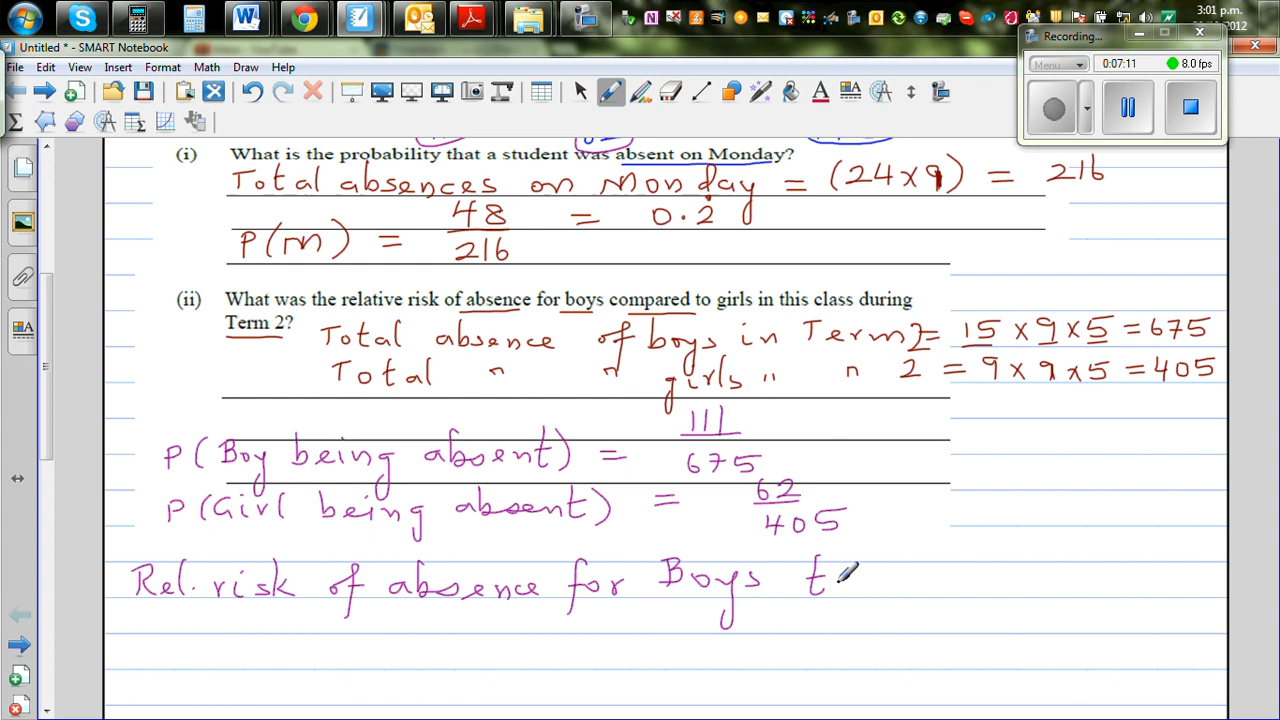 3:01 p.m.
2012
Untitled * - SMART Notebook
Recording...
File Edit View Insert Format Math Draw Help
Menu 0:07:11 8.0 fps
(i) What is the probability that a student was absent on Monday?
Total absences on Monday = (24 x 9) = 216
P(m) = 48/216 = 0.2
(ii) What was the relative risk of absence for boys compared to girls in this class during
Term 2?
Total absence of boys in Term 2 = 15 x 9 x 5 = 675
Total " " girls " " 2 = 9 x 9 x 5 = 405
P(Boy being absent) = 111/675
P(Girl being absent) = 62/405
Rel. risk of absence for Boys t